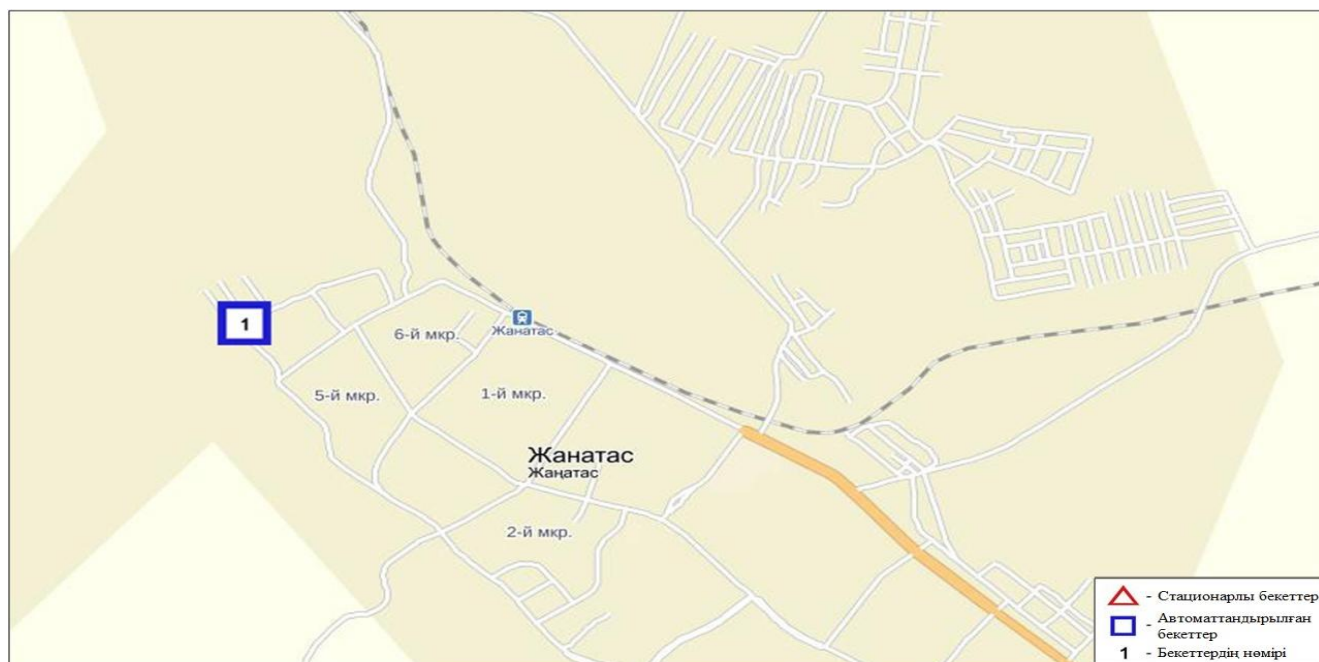 1
Жанатас
6-й мкр.
5-й мкр.
1-й мкр.
Жанатас
Жаңатас
2-й мкр.
- Стационарлы бекеттер
- Автоматтандырылған
бекеттер
1 - Бекеттердің нөмірі